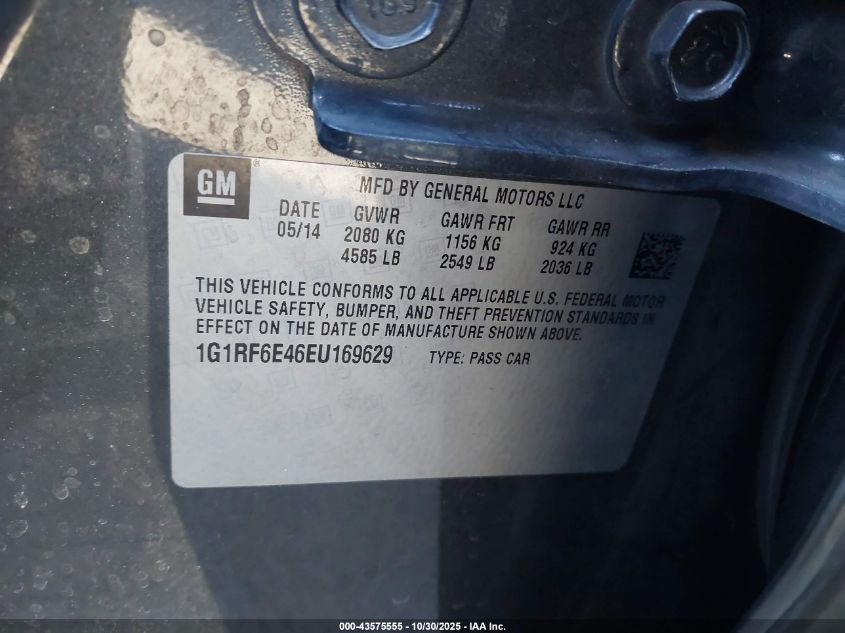 GM
MFD BY GENERAL MOTORS LLC
DATE GVWR GAWR FRT GAWR RR
05/14 2080 KG 1156 KG 924 KG
4585 LB 2549 LB 2036 LB
THIS VEHICLE CONFORMS TO ALL APPLICABLE U.S. FEDERAL MOTOR
VEHICLE SAFETY, BUMPER, AND THEFT PREVENTION STANDARDS IN
EFFECT ON THE DATE OF MANUFACTURE SHOWN ABOVE.
1G1RF6E46EU169629 TYPE: PASS CAR
000-43575555 - 10/30/2025 - IAA Inc.